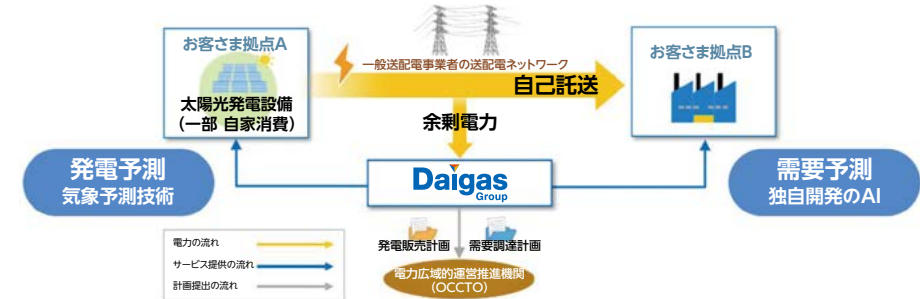 お客さま拠点A
太陽光発電設備
(一部 自家消費)
一般送配電事業者の送配電ネットワーク
自己託送
お客さま拠点B
余剰電力
発電予測
気象予測技術
Daigas
Group
需要予測
独自開発のAI
発電販売計画
需要調達計画
電力広域的運営推進機関
(OCCTO)
電力の流れ
サービス提供の流れ
計画提出の流れ